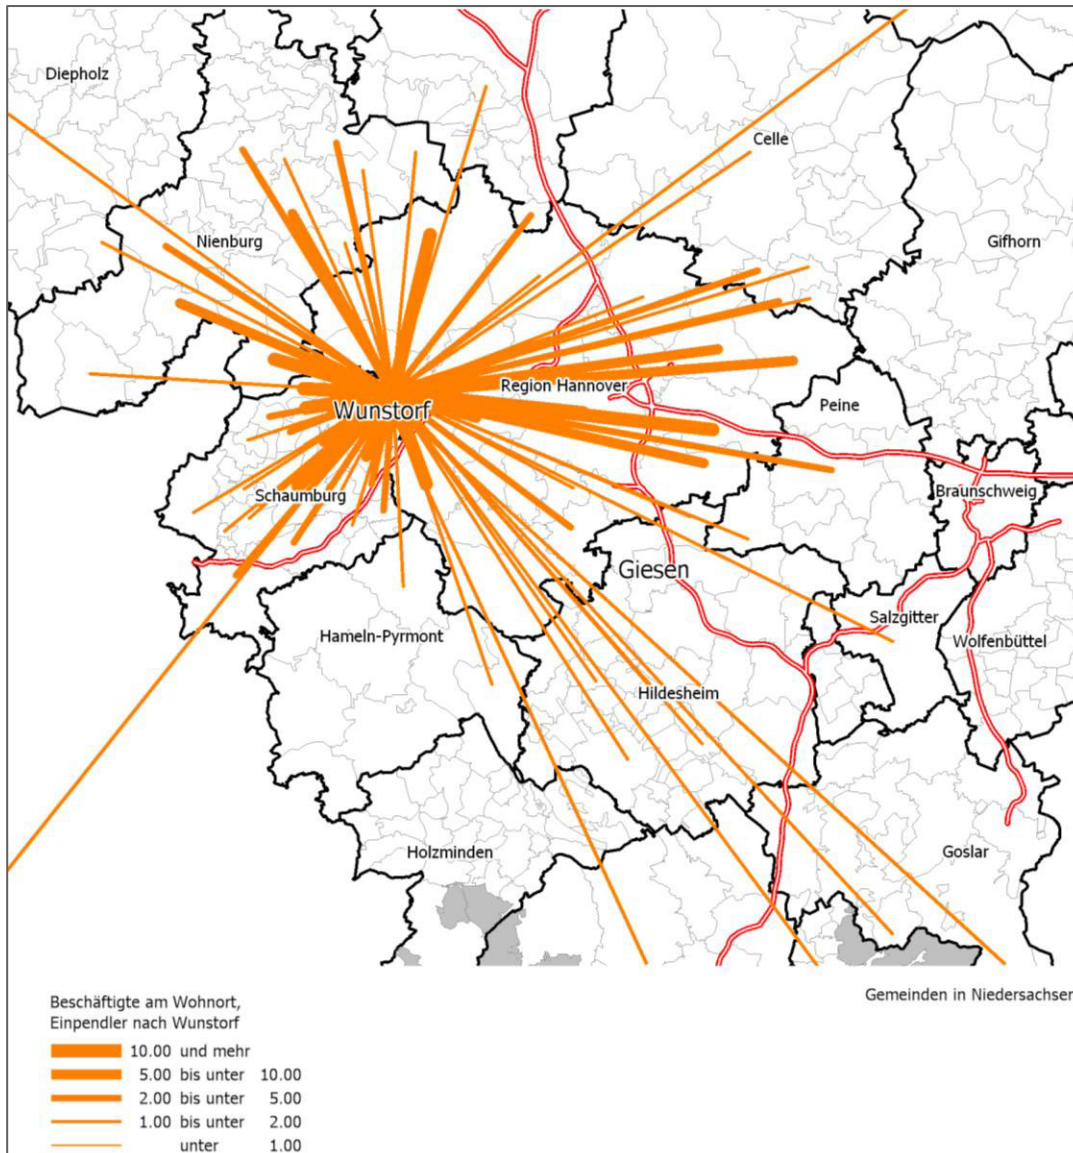 Diepholz
Celle
Nienburg
Gifhorn
Region Hannover
Wunstorf
Peine
Schaumburg
Braunschweig
Giesen
Hameln-Pyrmont
Salzgitter
Wolfenbüttel
Hildesheim
Holzminden
Goslar
Gemeinden in Niedersachsen
Beschäftigte am Wohnort,
Einpendler nach Wunstorf
10.00 und mehr
5.00 bis unter 10.00
2.00 bis unter 5.00
1.00 bis unter 2.00
unter 1.00